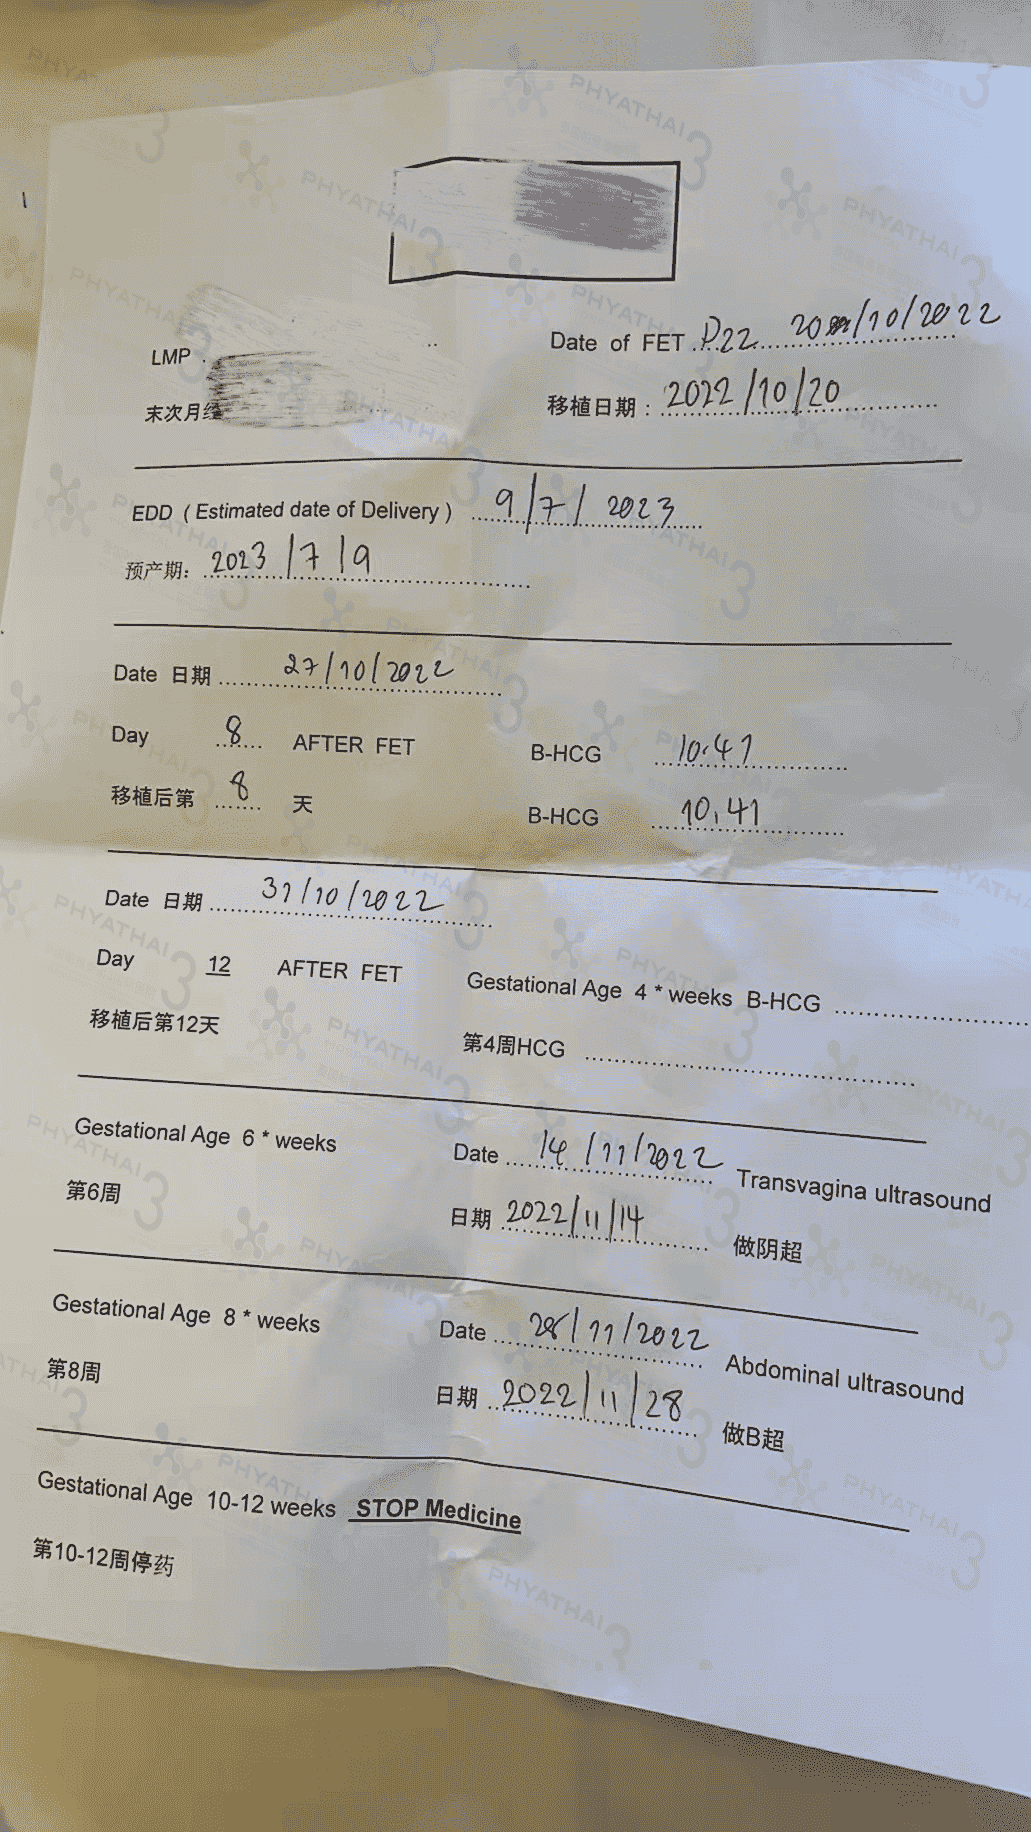 LMP
末次月经
Date of FET P22 20/10/2022
移植日期: 2022/10/20
EDD (Estimated date of Delivery) 9/7/2023
预产期: 2023/7/9
Date 日期 27/10/2022
Day 8 AFTER FET B-HCG 10.41
移植后第 8 天 B-HCG 10.41
Date 日期 31/10/2022
Day 12 AFTER FET Gestational Age 4 * weeks B-HCG
移植后第12天 第4周HCG
Gestational Age 6 * weeks Date 14/11/2022 Transvagina ultrasound
第6周 日期 2022/11/14 做阴超
Gestational Age 8 * weeks Date 28/11/2022 Abdominal ultrasound
第8周 日期 2022/11/28 做B超
Gestational Age 10-12 weeks STOP Medicine
第10-12周停药
PHYATHAI 3